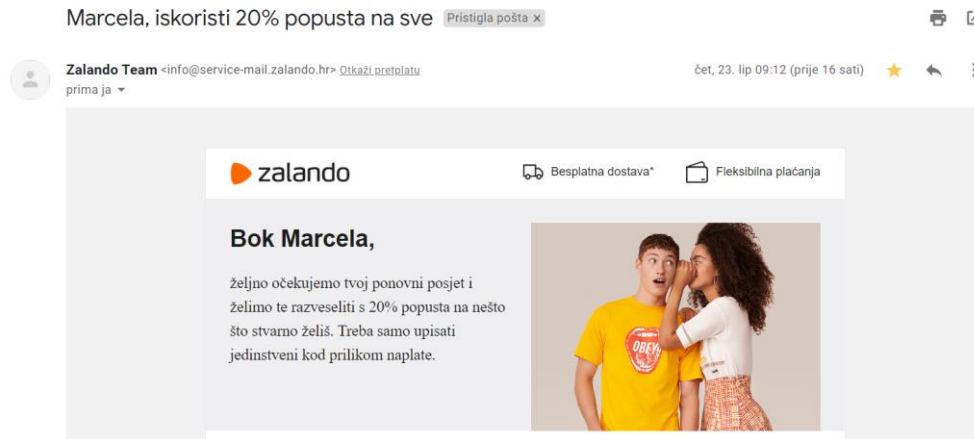 Marcela, iskoristi 20% popusta na sve Pristigla pošta x
Zalando Team <info@service-mail.zalando.hr> Otkaži pretplatu čet, 23. lip 09:12 (prije 16 sati)
prima ja
zalando Besplatna dostava* Fleksibilna plaćanja
Bok Marcela,
željno očekujemo tvoj ponovni posjet i
želimo te razveseliti s 20% popusta na nešto
što stvarno želiš. Treba samo upisati
jedinstveni kod prilikom naplate.
OBEY